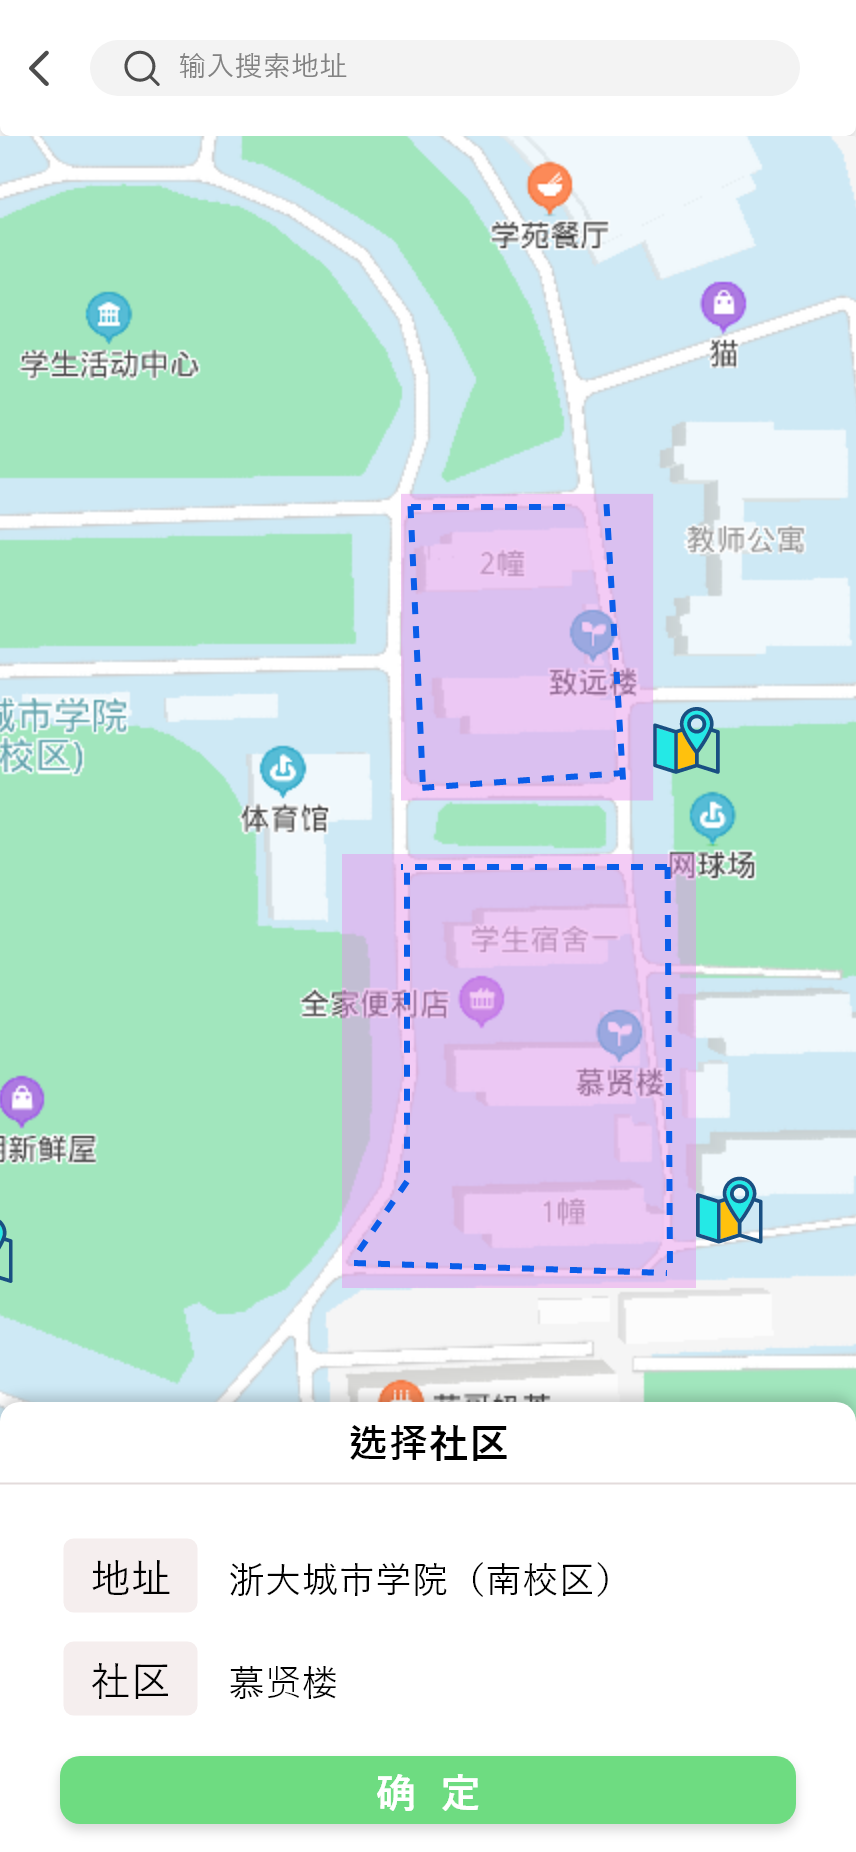 输入搜索地址
学苑餐厅
猫
学生活动中心
2幢
教师公寓
致远楼
城市学院
校区)
体育馆
网球场
学生宿舍一
全家便利店
慕贤楼
新鲜屋
1幢
选择社区
地址
浙大城市学院（南校区）
社区
慕贤楼
确 定